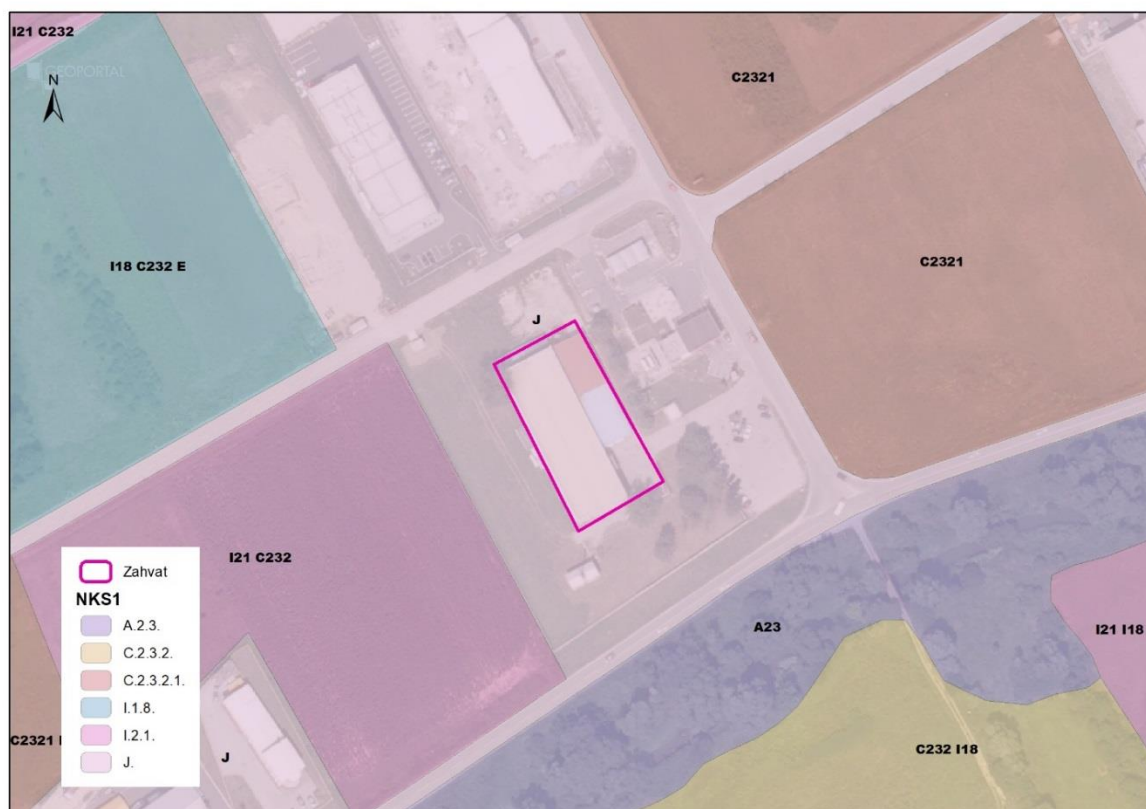 I21 C232
GEOPORTAL
N
C2321
I18 C232 E
C2321
J
I21 C232
A23
I21 I18
C232 I18
C2321
J
Zahvat
NKS1
A.2.3.
C.2.3.2.
C.2.3.2.1.
I.1.8.
I.2.1.
J.